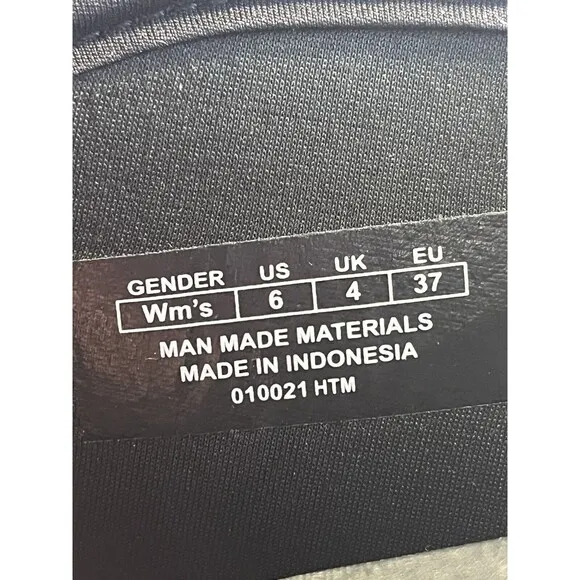 GENDER US UK EU
Wm's 6 4 37
MAN MADE MATERIALS
MADE IN INDONESIA
010021 HTM